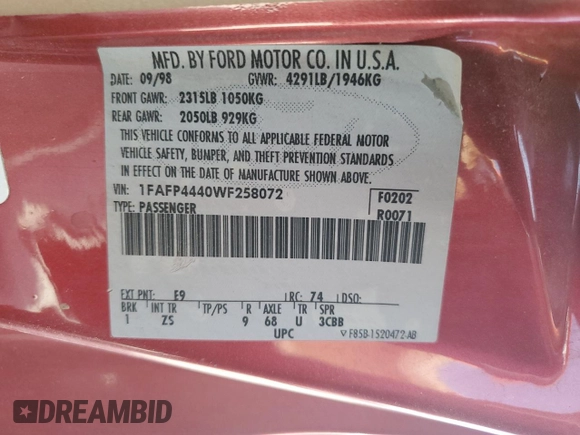 MFD. BY FORD MOTOR CO. IN U.S.A.
DATE: 09/98 GVWR: 4291LB/1946KG
FRONT GAWR: 2315LB 1050KG
REAR GAWR: 2050LB 929KG
THIS VEHICLE CONFORMS TO ALL APPLICABLE FEDERAL MOTOR
VEHICLE SAFETY, BUMPER, AND THEFT PREVENTION STANDARDS
IN EFFECT ON THE DATE OF MANUFACTURE SHOWN ABOVE.
VIN: 1FAFP4440WF258072 F0202
TYPE: PASSENGER R0071
EXT PNT: E9 RC: 74 DSO:
BRK INT TR TP/PS R AXLE TR SPR
1 ZS 9 68 U 3CBB
UPC F85B-1520472-AB
DREAMBID